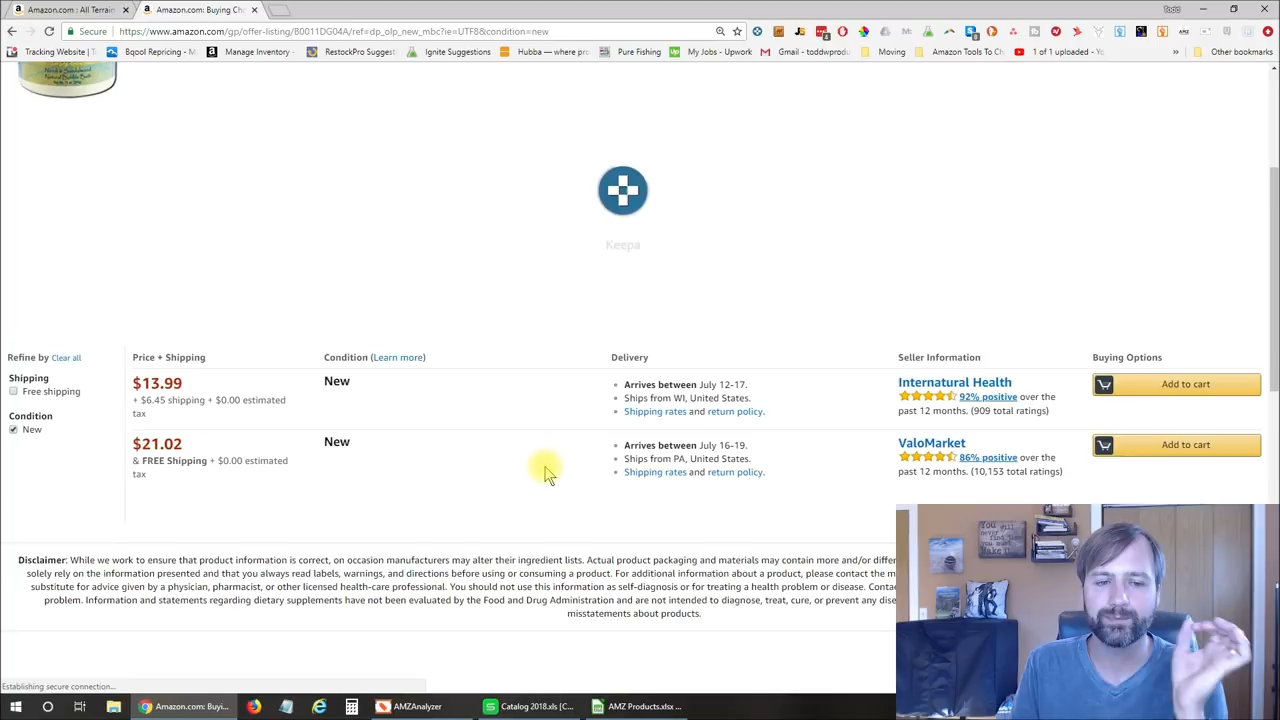 Amazon.com : All Terrain
Amazon.com: Buying Cho
Todd
Secure
https://www.amazon.com/gp/offer-listing/B0011DG04A/ref=dp_olp_new_mbc?ie=UTF8&condition=new
Tracking Website | T
Bqool Repricing - M
Manage Inventory -
RestockPro Suggest
Ignite Suggestions
Hubba — where pro
Pure Fishing
My Jobs - Upwork
Gmail - toddwprodu
Moving
Amazon Tools To Ch
1 of 1 uploaded - Yo
Other bookmarks
Natural Bubble Bath
Keepa
Refine by Clear all
Shipping
Free shipping
Condition
New
Price + Shipping
Condition (Learn more)
Delivery
Seller Information
Buying Options
$13.99
+ $6.45 shipping + $0.00 estimated
tax
New
Arrives between July 12-17.
Ships from WI, United States.
Shipping rates and return policy.
Internatural Health
92% positive over the
past 12 months. (909 total ratings)
Add to cart
$21.02
& FREE Shipping + $0.00 estimated
tax
New
Arrives between July 16-19.
Ships from PA, United States.
Shipping rates and return policy.
ValoMarket
86% positive over the
past 12 months. (10,153 total ratings)
Add to cart
Disclaimer: While we work to ensure that product information is correct, on occasion manufacturers may alter their ingredient lists. Actual product packaging and materials may contain more and/or differ
solely rely on the information presented and that you always read labels, warnings, and directions before using or consuming a product. For additional information about a product, please contact the m
substitute for advice given by a physician, pharmacist, or other licensed health-care professional. You should not use this information as self-diagnosis or for treating a health problem or disease. Contac
problem. Information and statements regarding dietary supplements have not been evaluated by the Food and Drug Administration and are not intended to diagnose, treat, cure, or prevent any dise
misstatements about products.
You will
never find time
Establishing secure connection...
Amazon.com: Buyi...
AMZAnalyzer
Catalog 2018.xls [C...
AMZ Products.xlsx ...